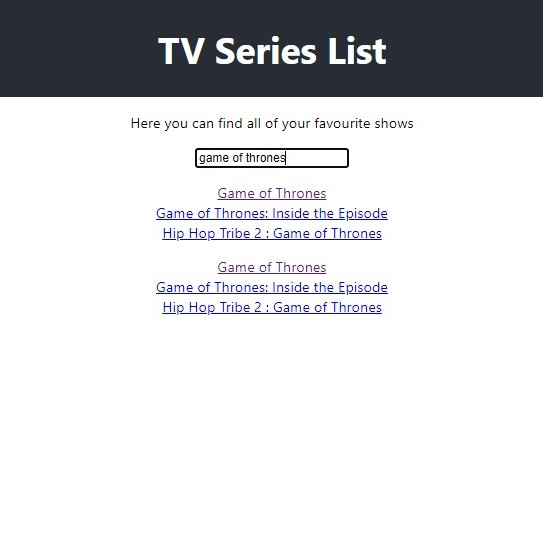 TV Series List
Here you can find all of your favourite shows
game of thrones
Game of Thrones
Game of Thrones: Inside the Episode
Hip Hop Tribe 2 : Game of Thrones
Game of Thrones
Game of Thrones: Inside the Episode
Hip Hop Tribe 2 : Game of Thrones